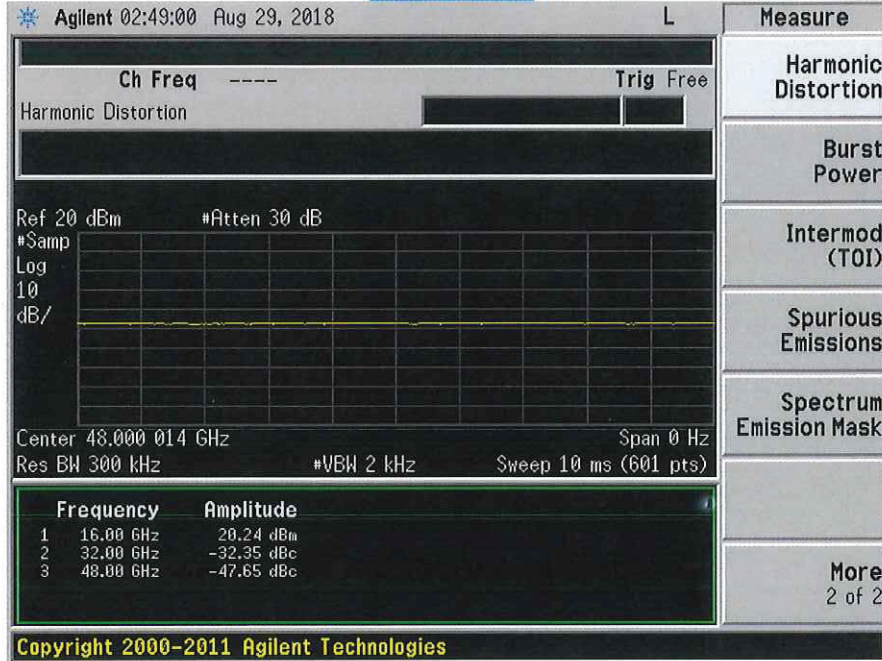 Agilent 02:49:00 Aug 29, 2018 L
Measure
Ch Freq ---- Trig Free
Harmonic Distortion
Harmonic
Distortion
Burst
Power
Intermod
(TOI)
Spurious
Emissions
Spectrum
Emission Mask
More
2 of 2
Ref 20 dBm #Atten 30 dB
#Samp
Log
10
dB/
Center 48.000 014 GHz Span 0 Hz
Res BW 300 kHz #VBW 2 kHz Sweep 10 ms (601 pts)
Frequency Amplitude
1 16.00 GHz 20.24 dBm
2 32.00 GHz -32.35 dBc
3 48.00 GHz -47.65 dBc
Copyright 2000-2011 Agilent Technologies